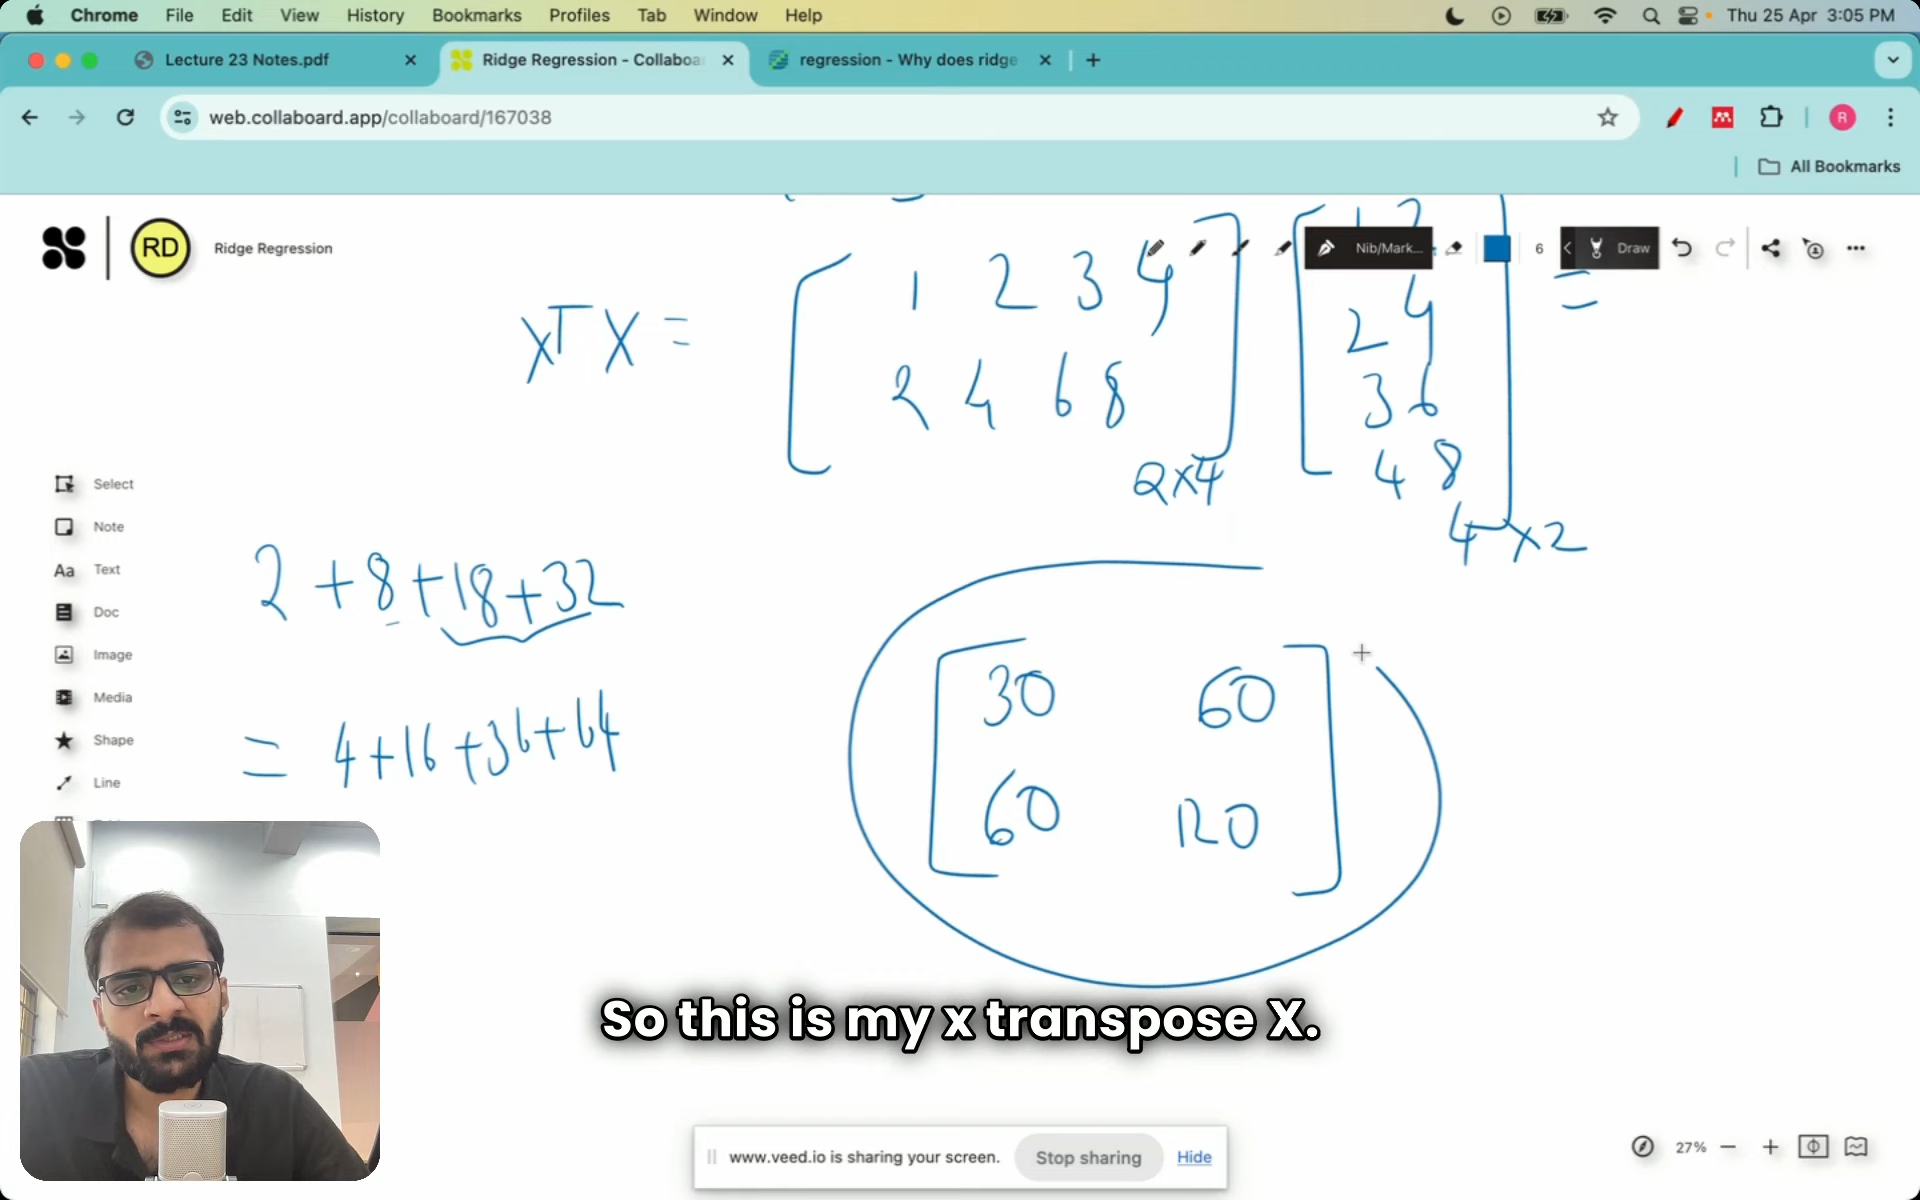 Chrome File Edit View History Bookmarks Profiles Tab Window Help Thu 25 Apr 3:05 PM
Lecture 23 Notes.pdf Ridge Regression - Collaboa regression - Why does ridge
web.collaboard.app/collaboard/167038 R
All Bookmarks
RD Ridge Regression Nib/Mark... 6 Draw
X^T X = [ 1 2 3 4 ] [ 1 2 ] =
2 4
2 4 6 8 3 6
2x4 4 8
4x2
Select
Note
Aa Text
Doc
Image
Media
Shape
Line
2 + 8 + 18 + 32
= 4 + 16 + 36 + 64
30 60
60 120
So this is my x transpose X.
www.veed.io is sharing your screen. Stop sharing Hide
27% − +